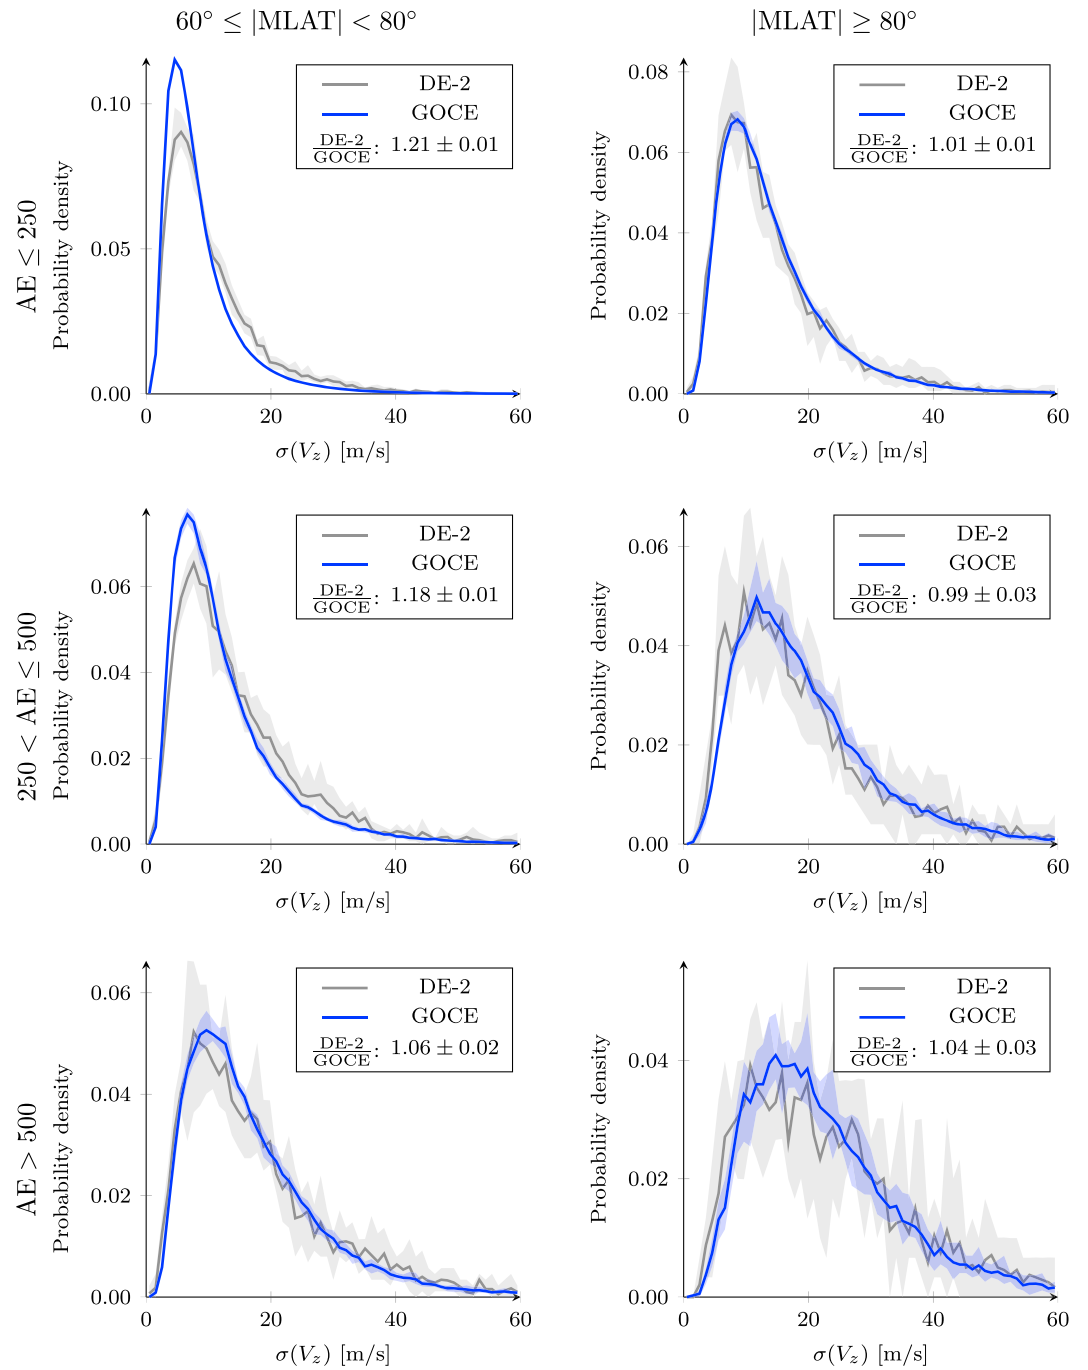 60° ≤ |MLAT| < 80°
|MLAT| ≥ 80°
AE ≤ 250
Probability density
0.10
0.05
0.00
0 20 40 60
σ(V_z) [m/s]
DE-2
GOCE
DE-2/GOCE: 1.21 ± 0.01
Probability density
0.08
0.06
0.04
0.02
0.00
0 20 40 60
σ(V_z) [m/s]
DE-2
GOCE
DE-2/GOCE: 1.01 ± 0.01
250 < AE ≤ 500
Probability density
0.06
0.04
0.02
0.00
0 20 40 60
σ(V_z) [m/s]
DE-2
GOCE
DE-2/GOCE: 1.18 ± 0.01
Probability density
0.06
0.04
0.02
0.00
0 20 40 60
σ(V_z) [m/s]
DE-2
GOCE
DE-2/GOCE: 0.99 ± 0.03
AE > 500
Probability density
0.06
0.04
0.02
0.00
0 20 40 60
σ(V_z) [m/s]
DE-2
GOCE
DE-2/GOCE: 1.06 ± 0.02
Probability density
0.04
0.02
0.00
0 20 40 60
σ(V_z) [m/s]
DE-2
GOCE
DE-2/GOCE: 1.04 ± 0.03